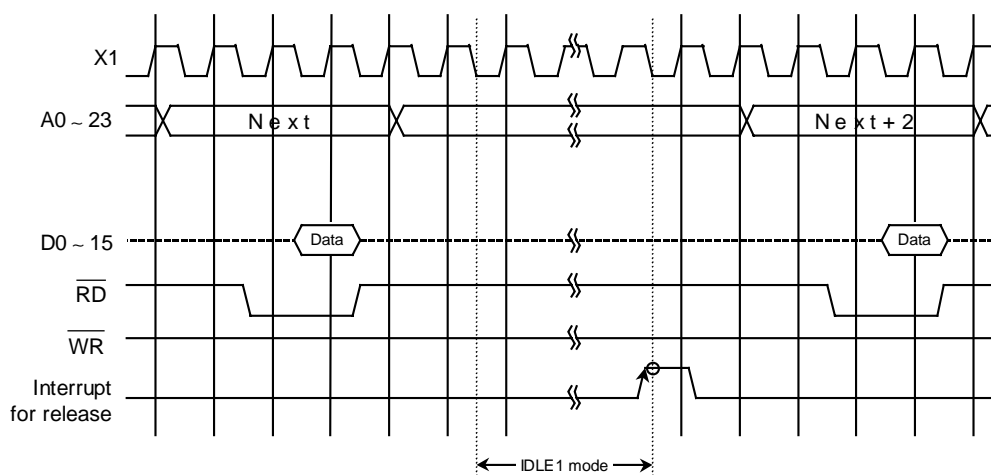 X1
A0 ~ 23
Next
Next + 2
D0 ~ 15
Data
Data
RD
WR
Interrupt
for release
IDLE1 mode